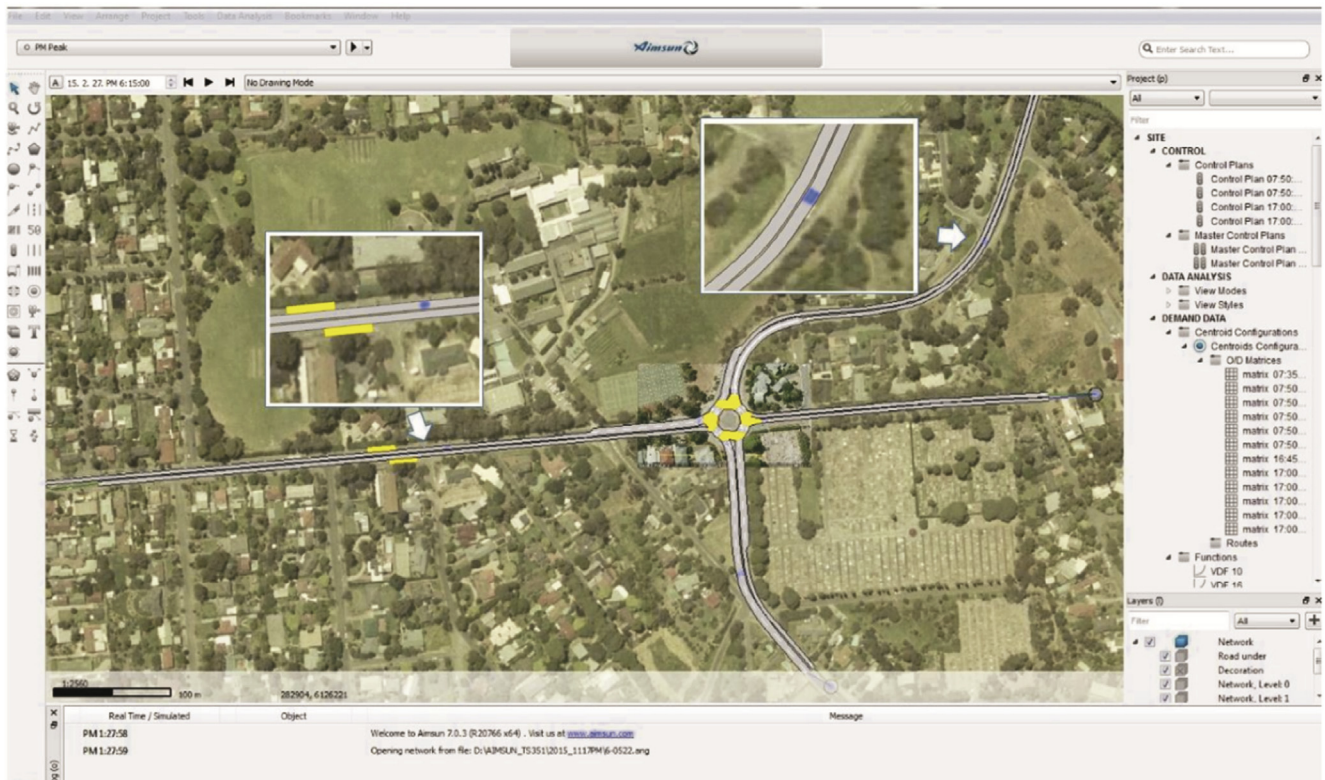 File Edit View Arrange Project Tools Data Analysis Bookmarks Window Help
PM Peak
Aimsun
Enter Search Text...
A 15. 2. 27. PM 6:15:00
No Drawing Mode
Project (p)
All
Filter
SITE
CONTROL
Control Plans
Control Plan 07:50:...
Control Plan 07:50:...
Control Plan 17:00:...
Control Plan 17:00:...
Master Control Plans
Master Control Plan ...
Master Control Plan ...
DATA ANALYSIS
View Modes
View Styles
DEMAND DATA
Centroid Configurations
Centroids Configura...
O/D Matrices
matrix 07:35...
matrix 07:50...
matrix 07:50...
matrix 07:50...
matrix 07:50...
matrix 07:50...
matrix 16:45...
matrix 17:00...
matrix 17:00...
matrix 17:00...
matrix 17:00...
matrix 17:00...
Routes
Functions
VDF 10
VDF 16
50
T
Layers (l)
Filter
All
Network
Road under
Decoration
Network, Level: 0
Network, Level: 1
1:2560
100 m
282904, 6126221
Real Time / Simulated Object Message
PM 1:27:58 Welcome to Aimsun 7.0.3 (R20766 x64) . Visit us at www.aimsun.com
PM 1:27:59 Opening network from file: D:\AIMSUN_TS351\2015_1117PM\6-0522.ang